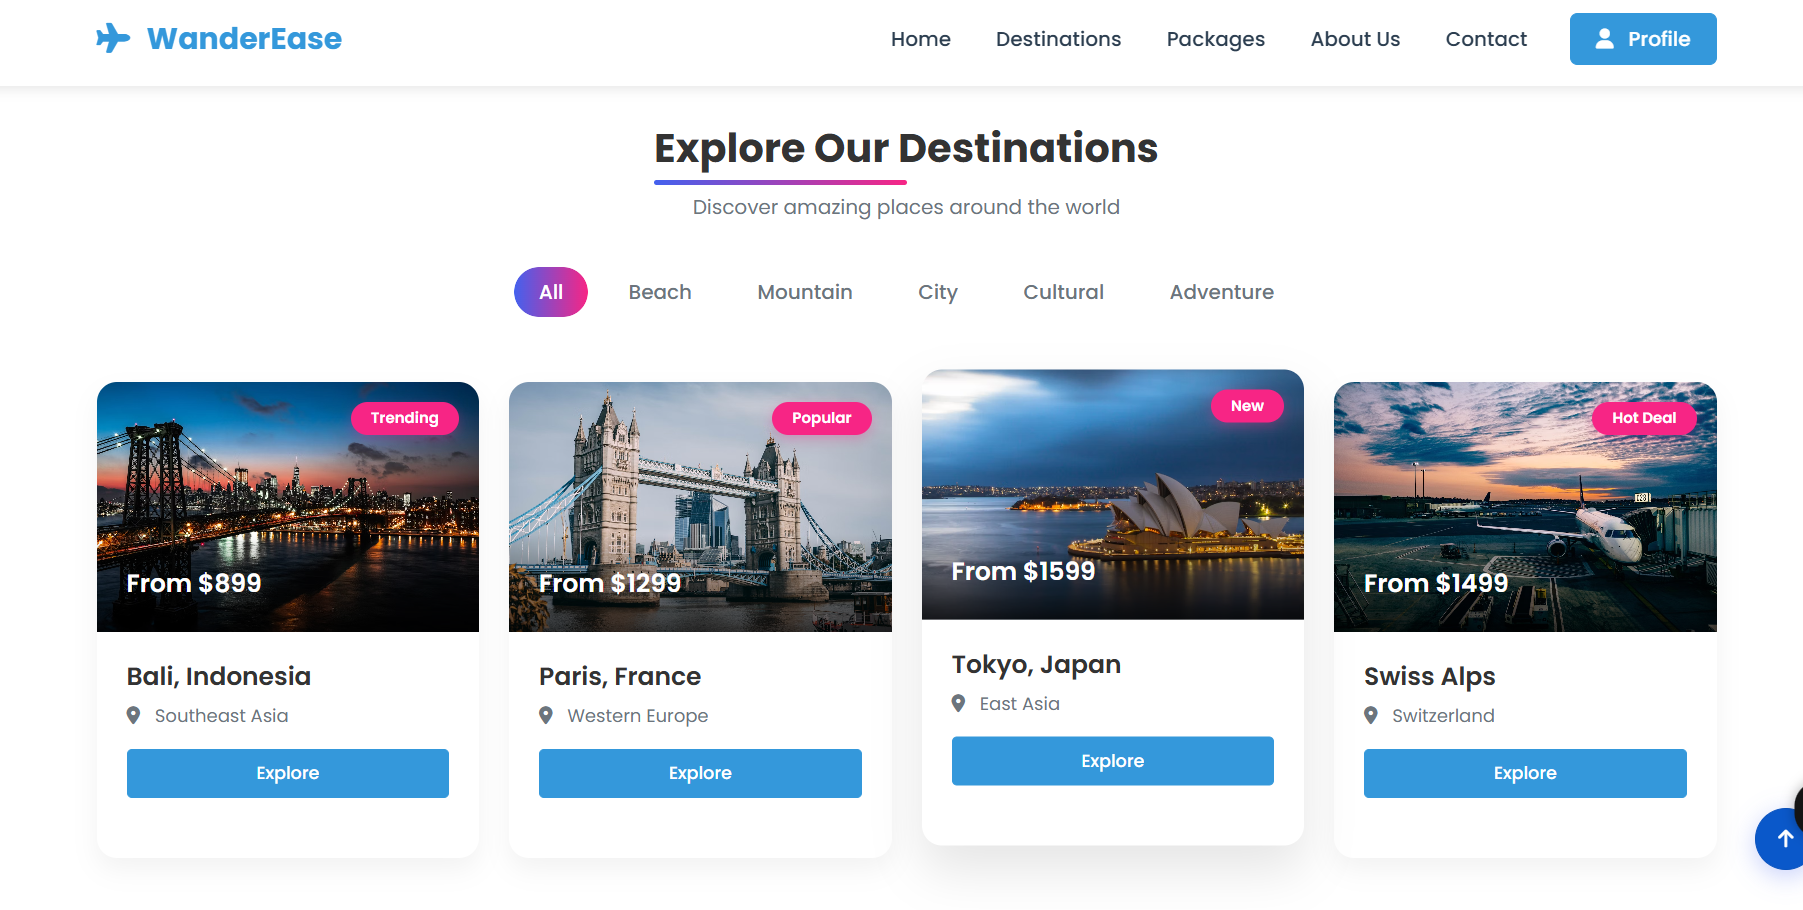 WanderEase
Home Destinations Packages About Us Contact Profile
Explore Our Destinations
Discover amazing places around the world
All Beach Mountain City Cultural Adventure
Trending
From $899
Bali, Indonesia
Southeast Asia
Explore
Popular
From $1299
Paris, France
Western Europe
Explore
New
From $1599
Tokyo, Japan
East Asia
Explore
Hot Deal
From $1499
Swiss Alps
Switzerland
Explore